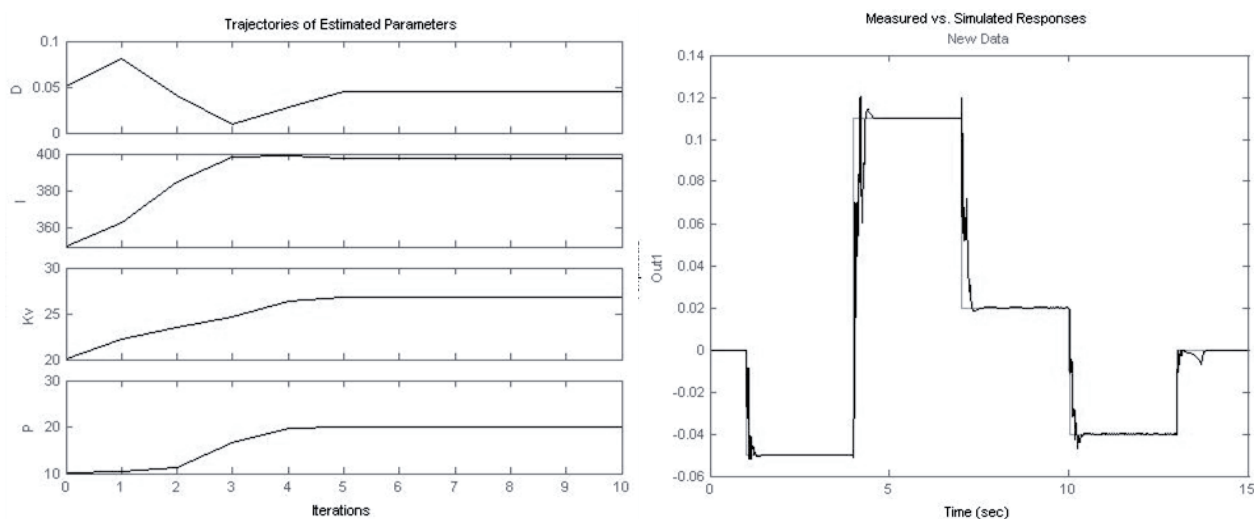 Trajectories of Estimated Parameters
0.1
0.05
0
D
400
380
360
I
30
25
20
Kv
30
20
10
P
0 1 2 3 4 5 6 7 8 9 10
Iterations
Measured vs. Simulated Responses
New Data
0.14
0.12
0.1
0.08
0.06
0.04
0.02
0
-0.02
-0.04
-0.06
Out1
0 5 10 15
Time (sec)